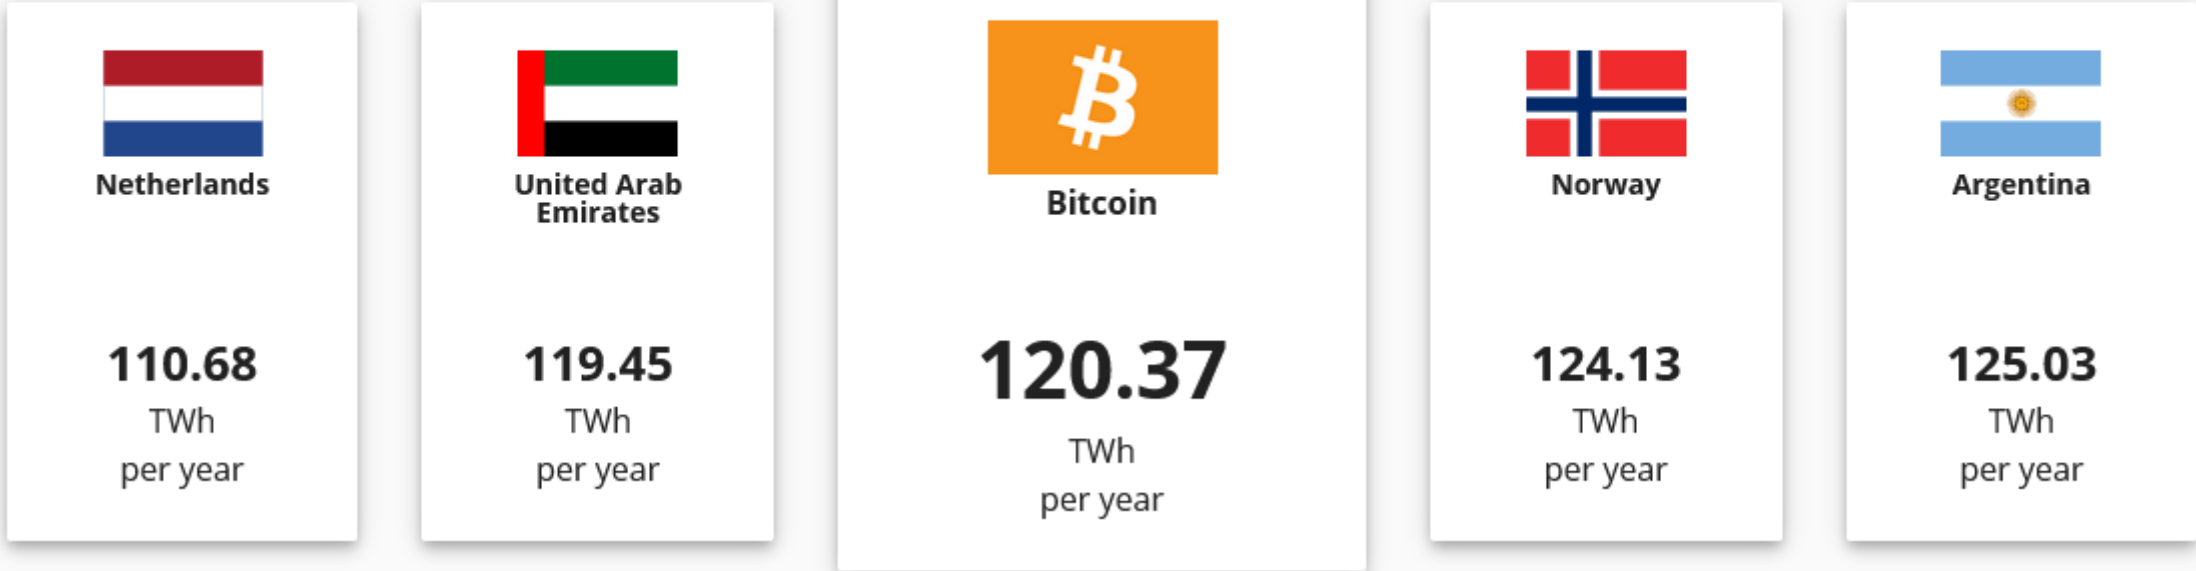 Netherlands
110.68
TWh
per year
United Arab
Emirates
119.45
TWh
per year
Bitcoin
120.37
TWh
per year
Norway
124.13
TWh
per year
Argentina
125.03
TWh
per year